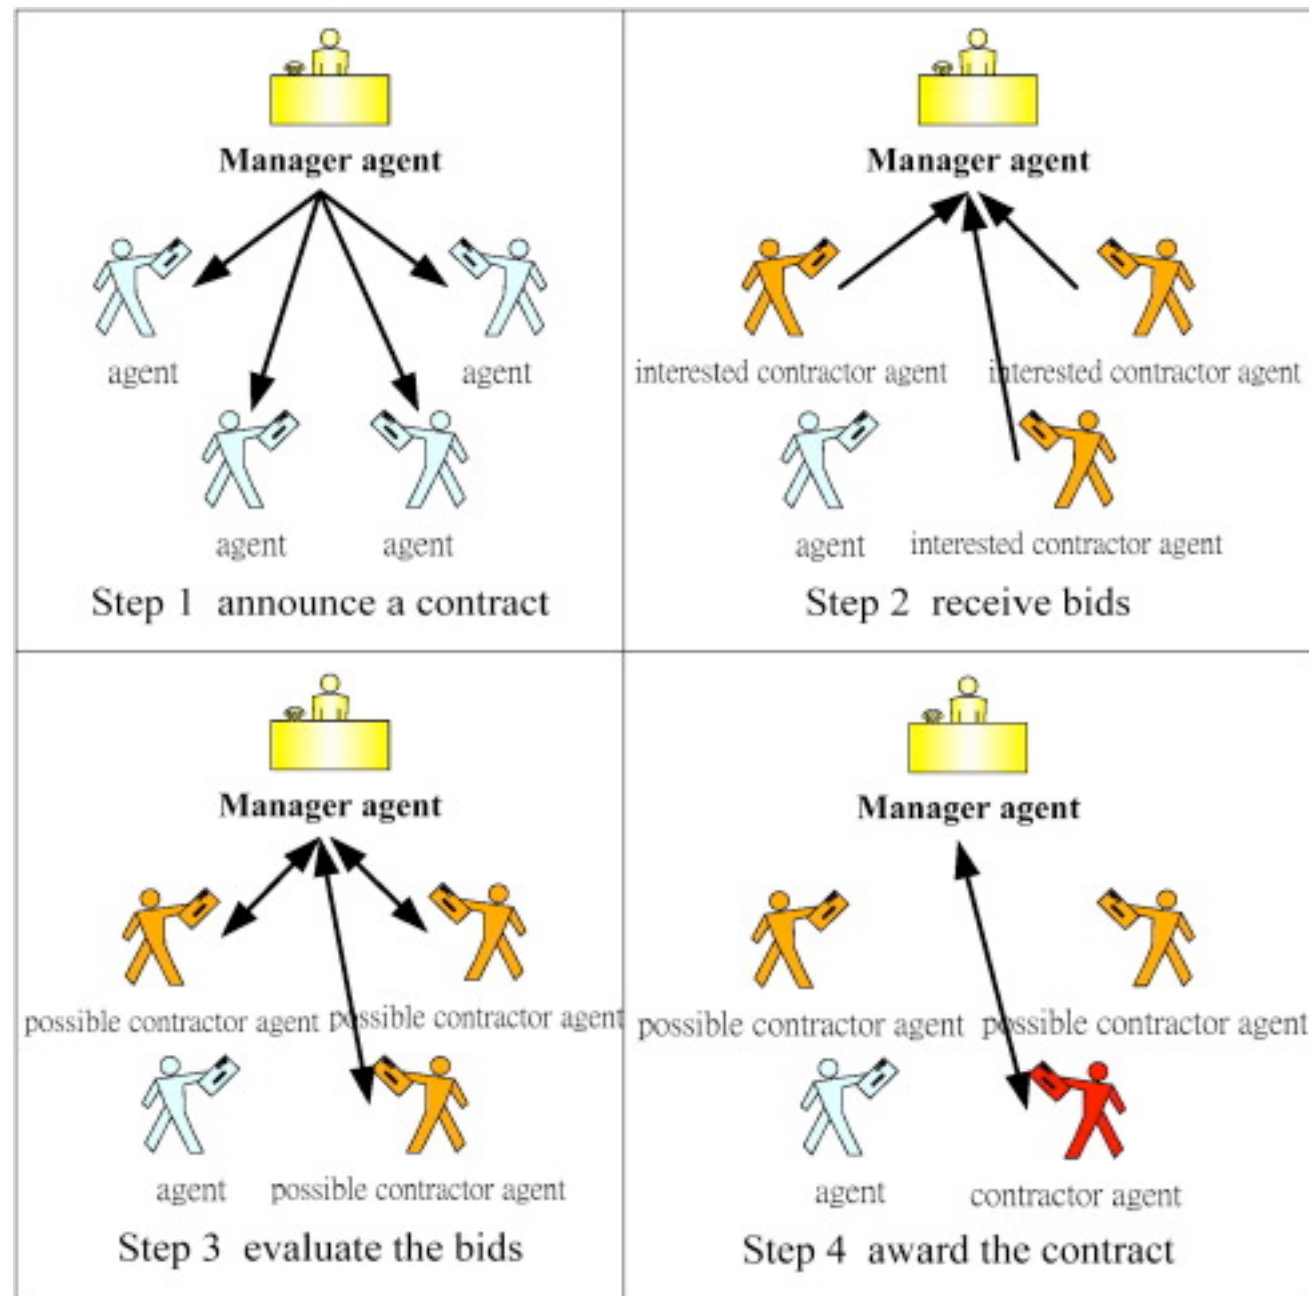 Manager agent
agent
agent
agent
agent
Step 1 announce a contract
Manager agent
interested contractor agent
interested contractor agent
agent
interested contractor agent
Step 2 receive bids
Manager agent
possible contractor agent
possible contractor agent
agent
possible contractor agent
Step 3 evaluate the bids
Manager agent
possible contractor agent
possible contractor agent
agent
contractor agent
Step 4 award the contract